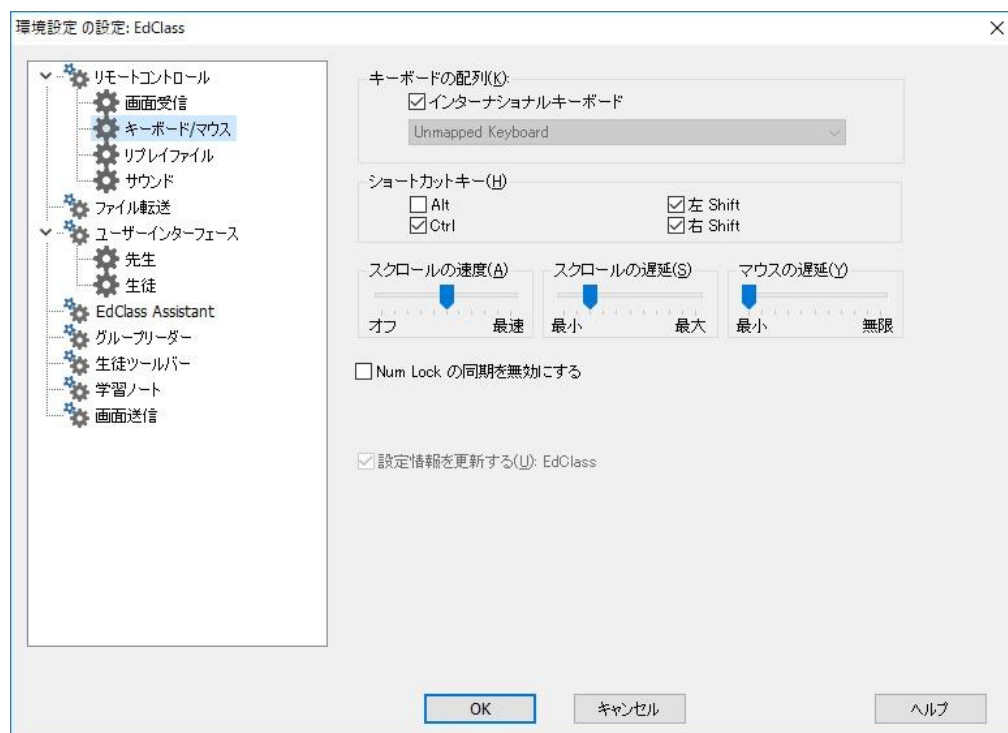 環境設定 の設定: EdClass
リモートコントロール
画面受信
キーボード/マウス
リプレイファイル
サウンド
ファイル転送
ユーザーインターフェース
先生
生徒
EdClass Assistant
グループリーダー
生徒ツールバー
学習ノート
画面送信
キーボードの配列(K):
インターナショナルキーボード
Unmapped Keyboard
ショートカットキー(H)
Alt
左 Shift
Ctrl
右 Shift
スクロールの速度(A)
オフ 最速
スクロールの遅延(S)
最小 最大
マウスの遅延(Y)
最小 無限
Num Lock の同期を無効にする
設定情報を更新する(U): EdClass
OK
キャンセル
ヘルプ